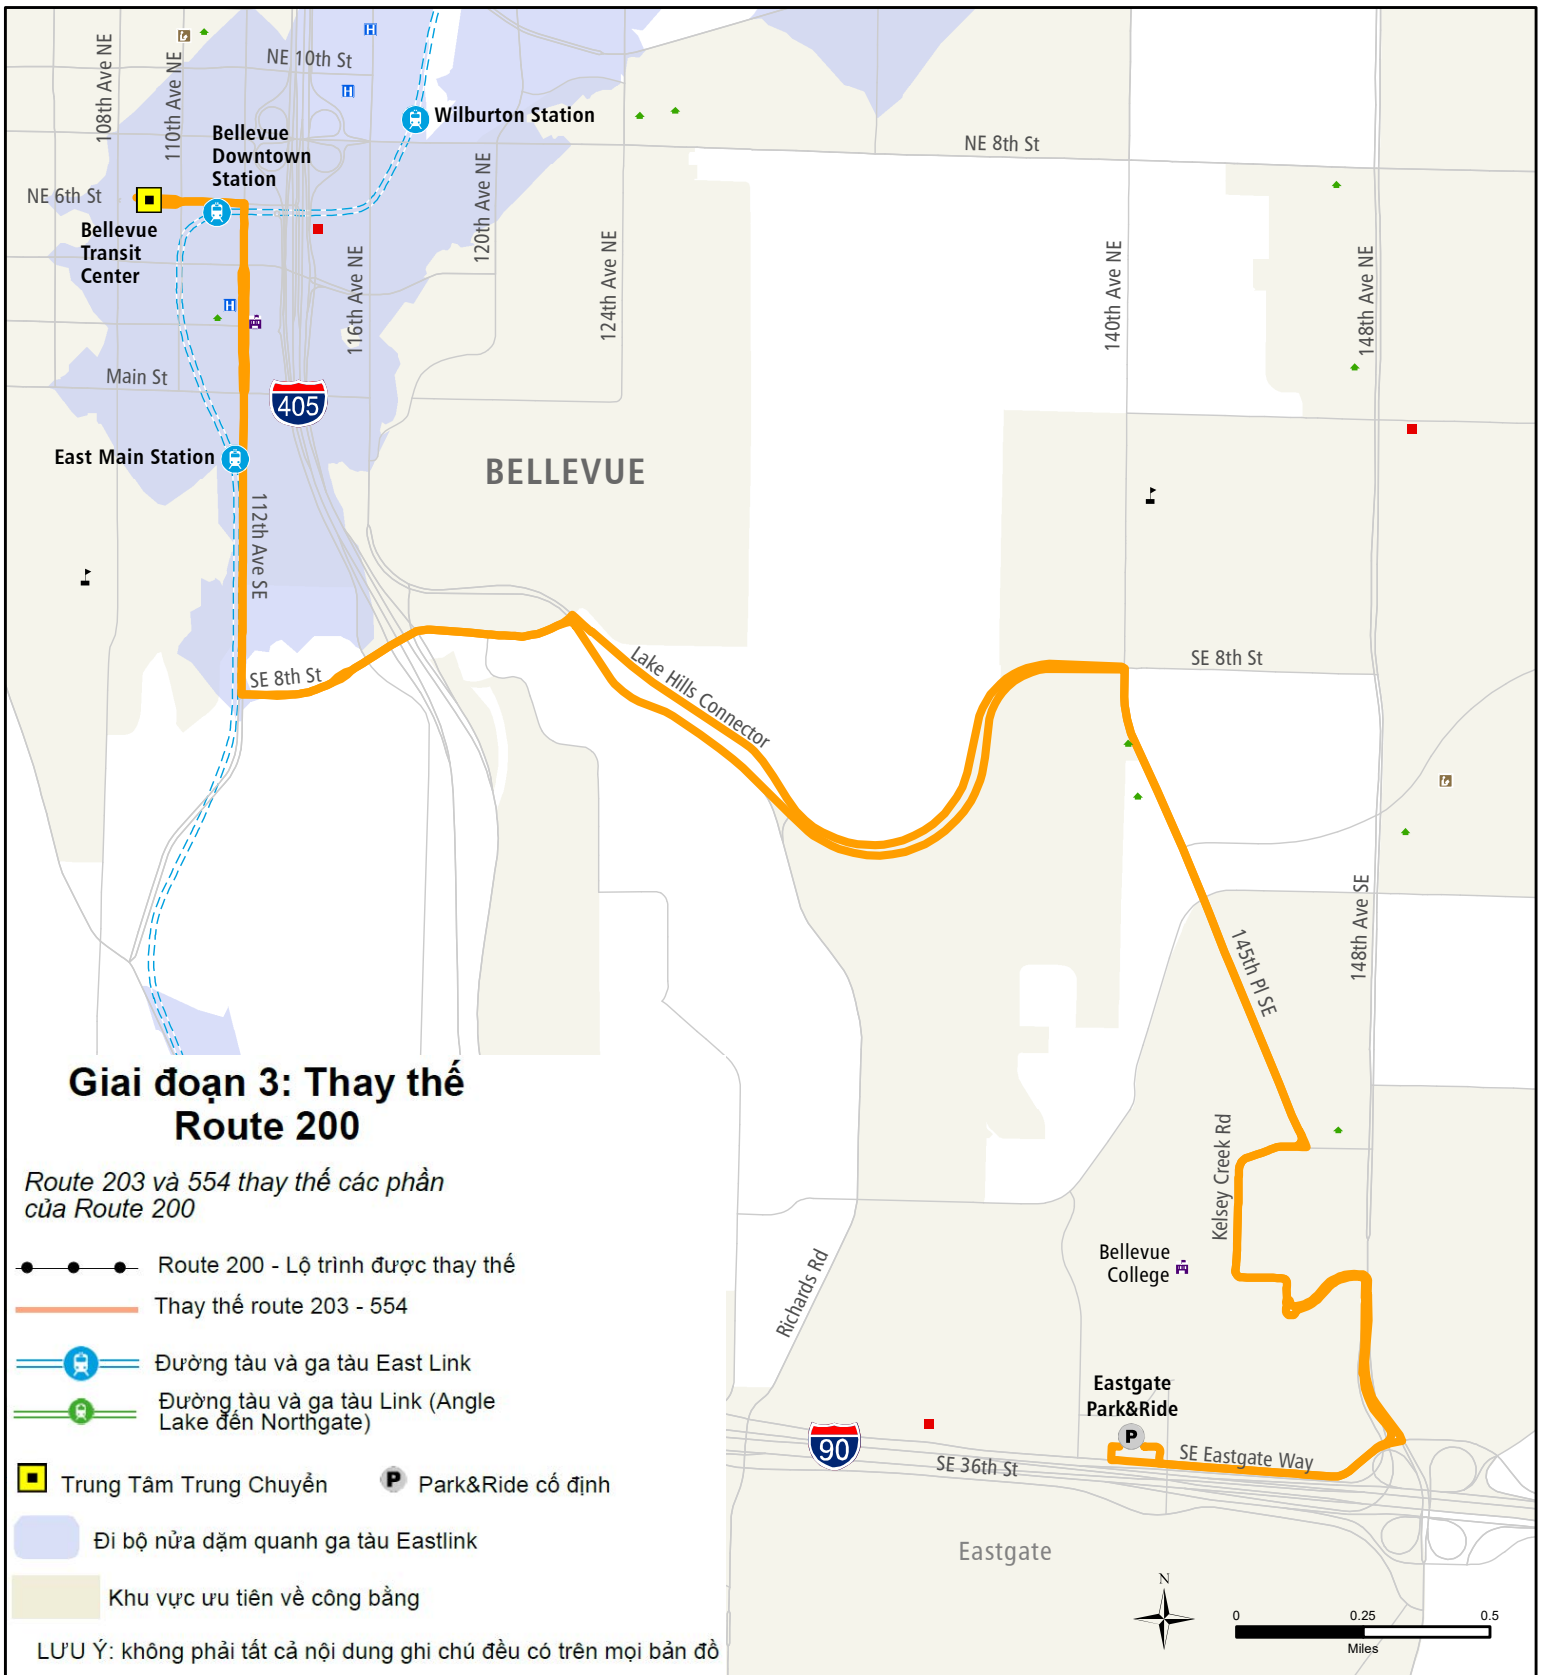 108th Ave NE
110th Ave NE
NE 10th St
Wilburton Station
Bellevue
Downtown
Station
NE 8th St
NE 6th St
Bellevue
Transit
Center
116th Ave NE
120th Ave NE
124th Ave NE
140th Ave NE
148th Ave NE
Main St
405
East Main Station
BELLEVUE
112th Ave SE
SE 8th St
Lake Hills Connector
SE 8th St
145th Pl SE
148th Ave SE
Kelsey Creek Rd
Bellevue
College
Richards Rd
Eastgate
Park&Ride
P
90
SE 36th St
SE Eastgate Way
Eastgate
Giai đoạn 3: Thay thế
Route 200
Route 203 và 554 thay thế các phần
của Route 200
Route 200 - Lộ trình được thay thế
Thay thế route 203 - 554
Đường tàu và ga tàu East Link
Đường tàu và ga tàu Link (Angle
Lake đến Northgate)
Trung Tâm Trung Chuyển
P Park&Ride cố định
Đi bộ nửa dặm quanh ga tàu Eastlink
Khu vực ưu tiên về công bằng
LƯU Ý: không phải tất cả nội dung ghi chú đều có trên mọi bản đồ
N
0 0.25 0.5
Miles
H
H
H